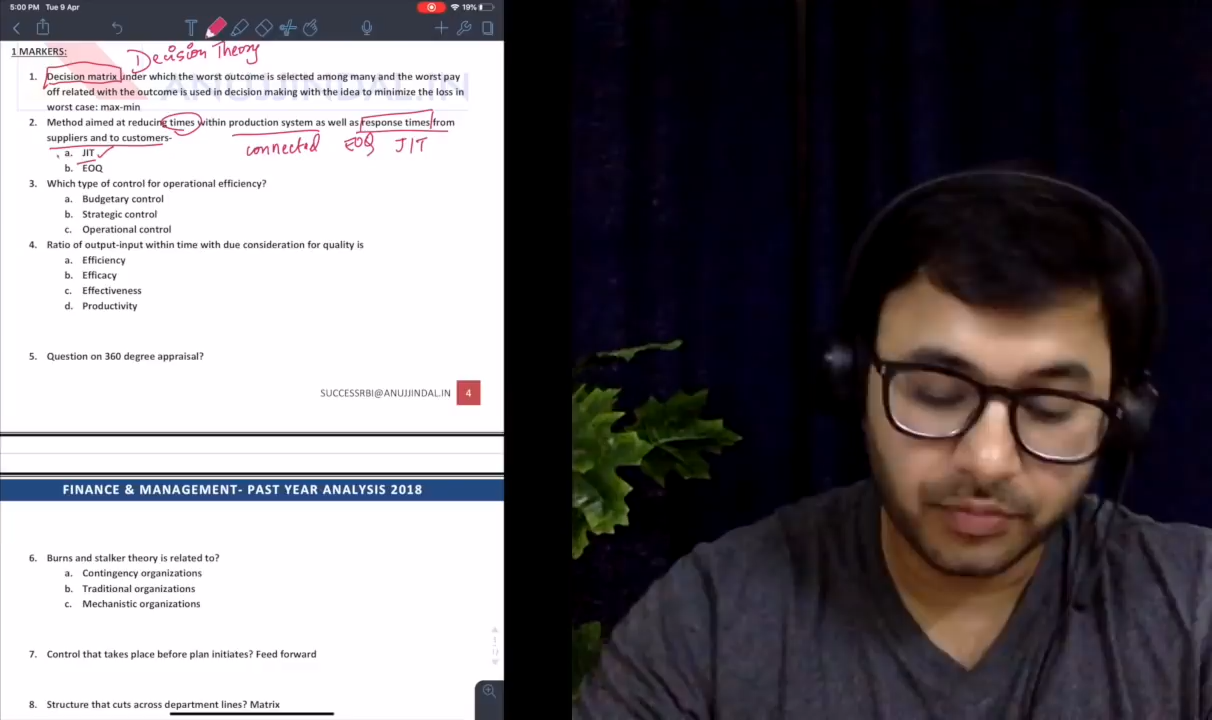 5:00 PM Tue 9 Apr
19%
1 MARKERS:
Decision Theory
1. Decision matrix under which the worst outcome is selected among many and the worst pay
off related with the outcome is used in decision making with the idea to minimize the loss in
worst case: max-min
2. Method aimed at reducing times within production system as well as response times from
suppliers and to customers-
connected EOQ JIT
a. JIT
b. EOQ
3. Which type of control for operational efficiency?
a. Budgetary control
b. Strategic control
c. Operational control
4. Ratio of output-input within time with due consideration for quality is
a. Efficiency
b. Efficacy
c. Effectiveness
d. Productivity
5. Question on 360 degree appraisal?
SUCCESSRBI@ANUJJINDAL.IN 4
FINANCE & MANAGEMENT- PAST YEAR ANALYSIS 2018
6. Burns and stalker theory is related to?
a. Contingency organizations
b. Traditional organizations
c. Mechanistic organizations
7. Control that takes place before plan initiates? Feed forward
8. Structure that cuts across department lines? Matrix
ANUJJINDAL.IN